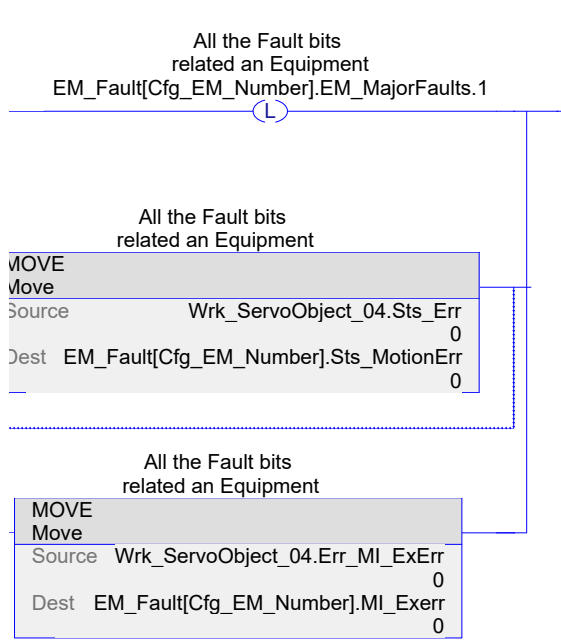 All the Fault bits
related an Equipment
EM_Fault[Cfg_EM_Number].EM_MajorFaults.1
L
All the Fault bits
related an Equipment
MOVE
Move
Source Wrk_ServoObject_04.Sts_Err
0
Dest EM_Fault[Cfg_EM_Number].Sts_MotionErr
0
All the Fault bits
related an Equipment
MOVE
Move
Source Wrk_ServoObject_04.Err_MI_ExErr
0
Dest EM_Fault[Cfg_EM_Number].MI_Exerr
0